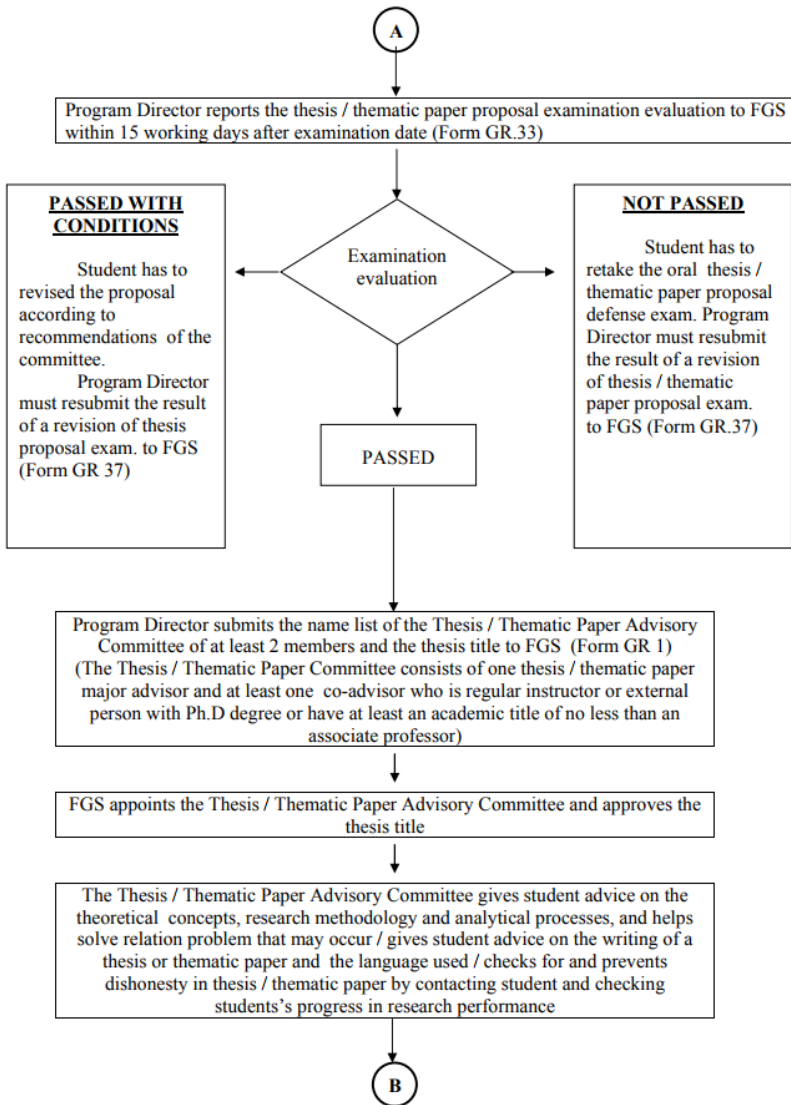 A
Program Director reports the thesis / thematic paper proposal examination evaluation to FGS
within 15 working days after examination date (Form GR.33)
PASSED WITH
CONDITIONS
Student has to
revised the proposal
according to
recommendations of the
committee.
Program Director
must resubmit the result
of a revision of thesis
proposal exam. to FGS
(Form GR 37)
Examination
evaluation
NOT PASSED
Student has to
retake the oral thesis /
thematic paper proposal
defense exam. Program
Director must resubmit
the result of a revision
of thesis / thematic
paper proposal exam.
to FGS (Form GR.37)
PASSED
Program Director submits the name list of the Thesis / Thematic Paper Advisory
Committee of at least 2 members and the thesis title to FGS (Form GR 1)
(The Thesis / Thematic Paper Committee consists of one thesis / thematic paper
major advisor and at least one co-advisor who is regular instructor or external
person with Ph.D degree or have at least an academic title of no less than an
associate professor)
FGS appoints the Thesis / Thematic Paper Advisory Committee and approves the
thesis title
The Thesis / Thematic Paper Advisory Committee gives student advice on the
theoretical concepts, research methodology and analytical processes, and helps
solve relation problem that may occur / gives student advice on the writing of a
thesis or thematic paper and the language used / checks for and prevents
dishonesty in thesis / thematic paper by contacting student and checking
students's progress in research performance
B